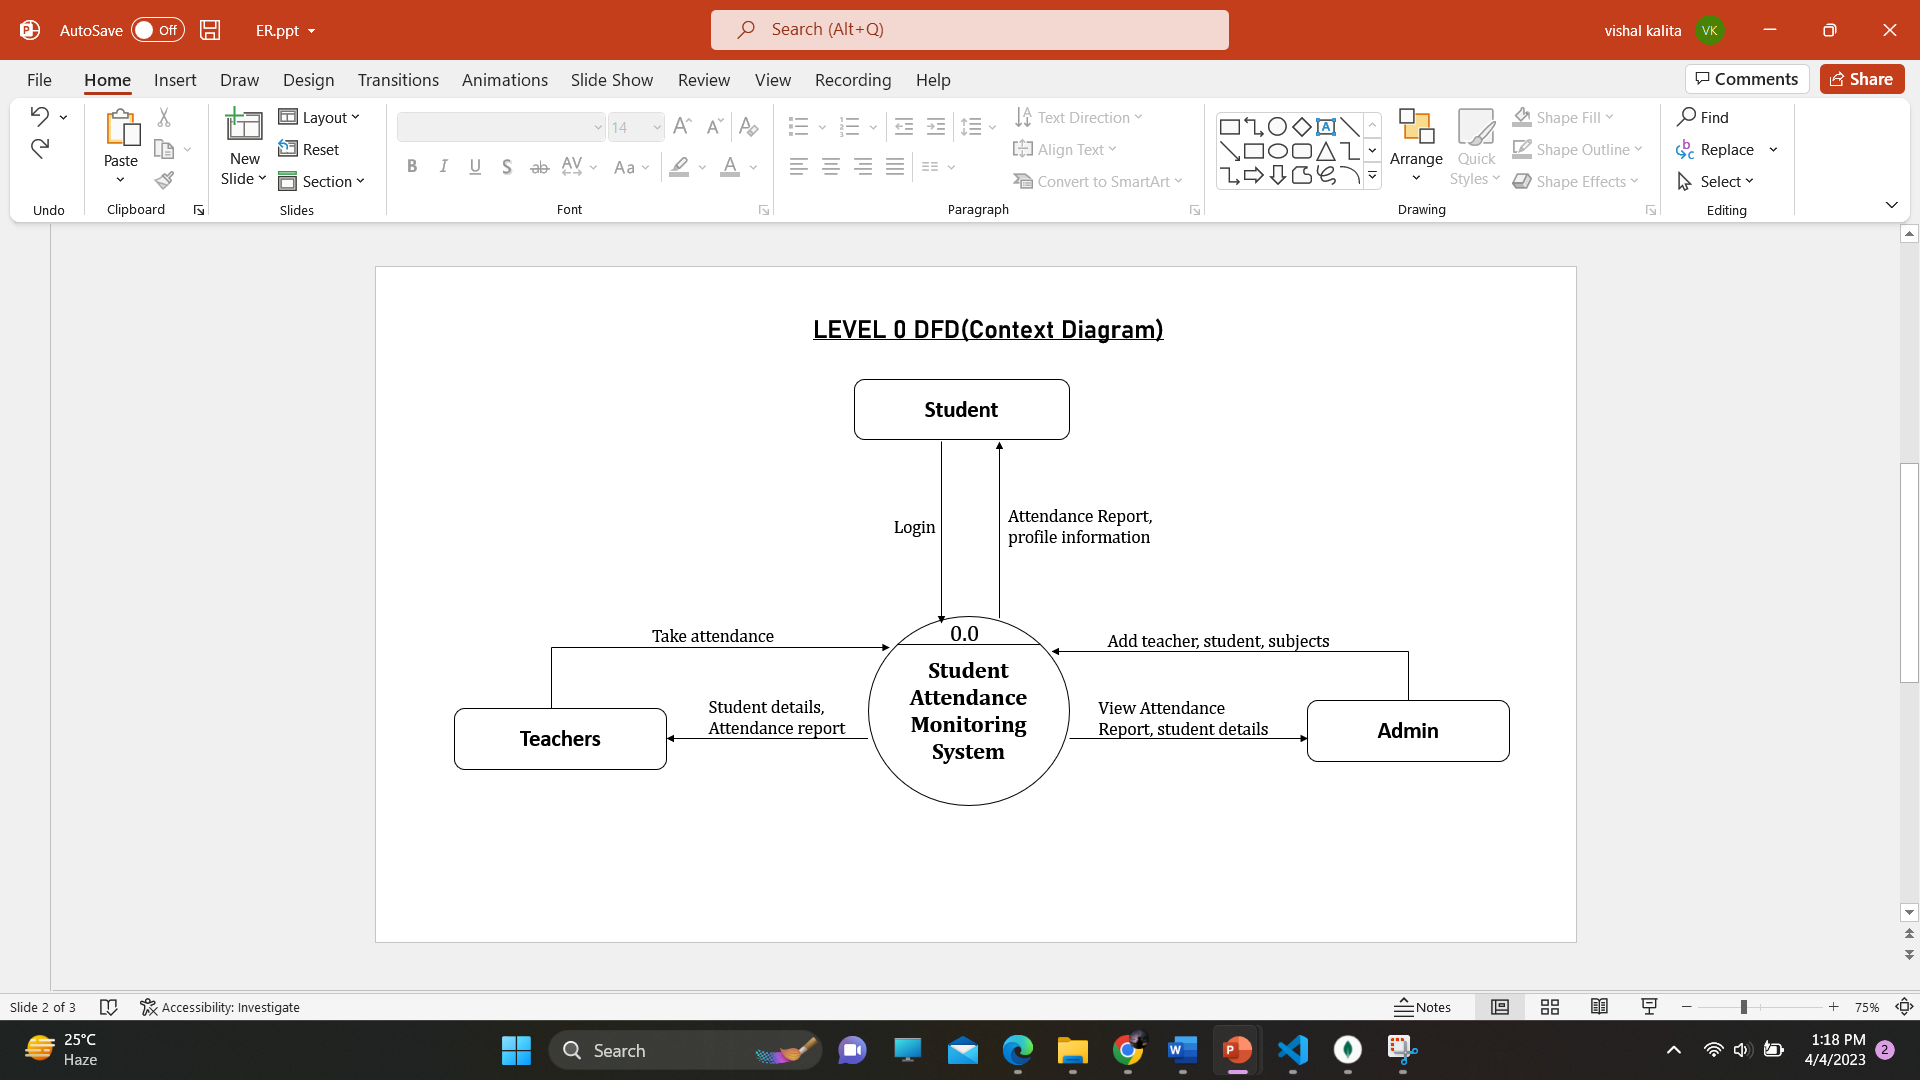 AutoSave Off ER.ppt Search (Alt+Q) vishal kalita VK
File Home Insert Draw Design Transitions Animations Slide Show Review View Recording Help Comments Share
Undo
Paste
Clipboard
New
Slide
Layout
Reset
Section
Slides
14
B I U S ab AV Aa A
Font
Text Direction
Align Text
Convert to SmartArt
Paragraph
Arrange
Quick
Styles
Shape Fill
Shape Outline
Shape Effects
Drawing
Find
Replace
Select
Editing
LEVEL 0 DFD(Context Diagram)
Student
Login
Attendance Report,
profile information
Take attendance
0.0
Add teacher, student, subjects
Student
Attendance
Monitoring
System
Student details,
Attendance report
View Attendance
Report, student details
Teachers
Admin
Slide 2 of 3 Accessibility: Investigate Notes 75%
25°C
Haze
Search
1:18 PM
4/4/2023
2